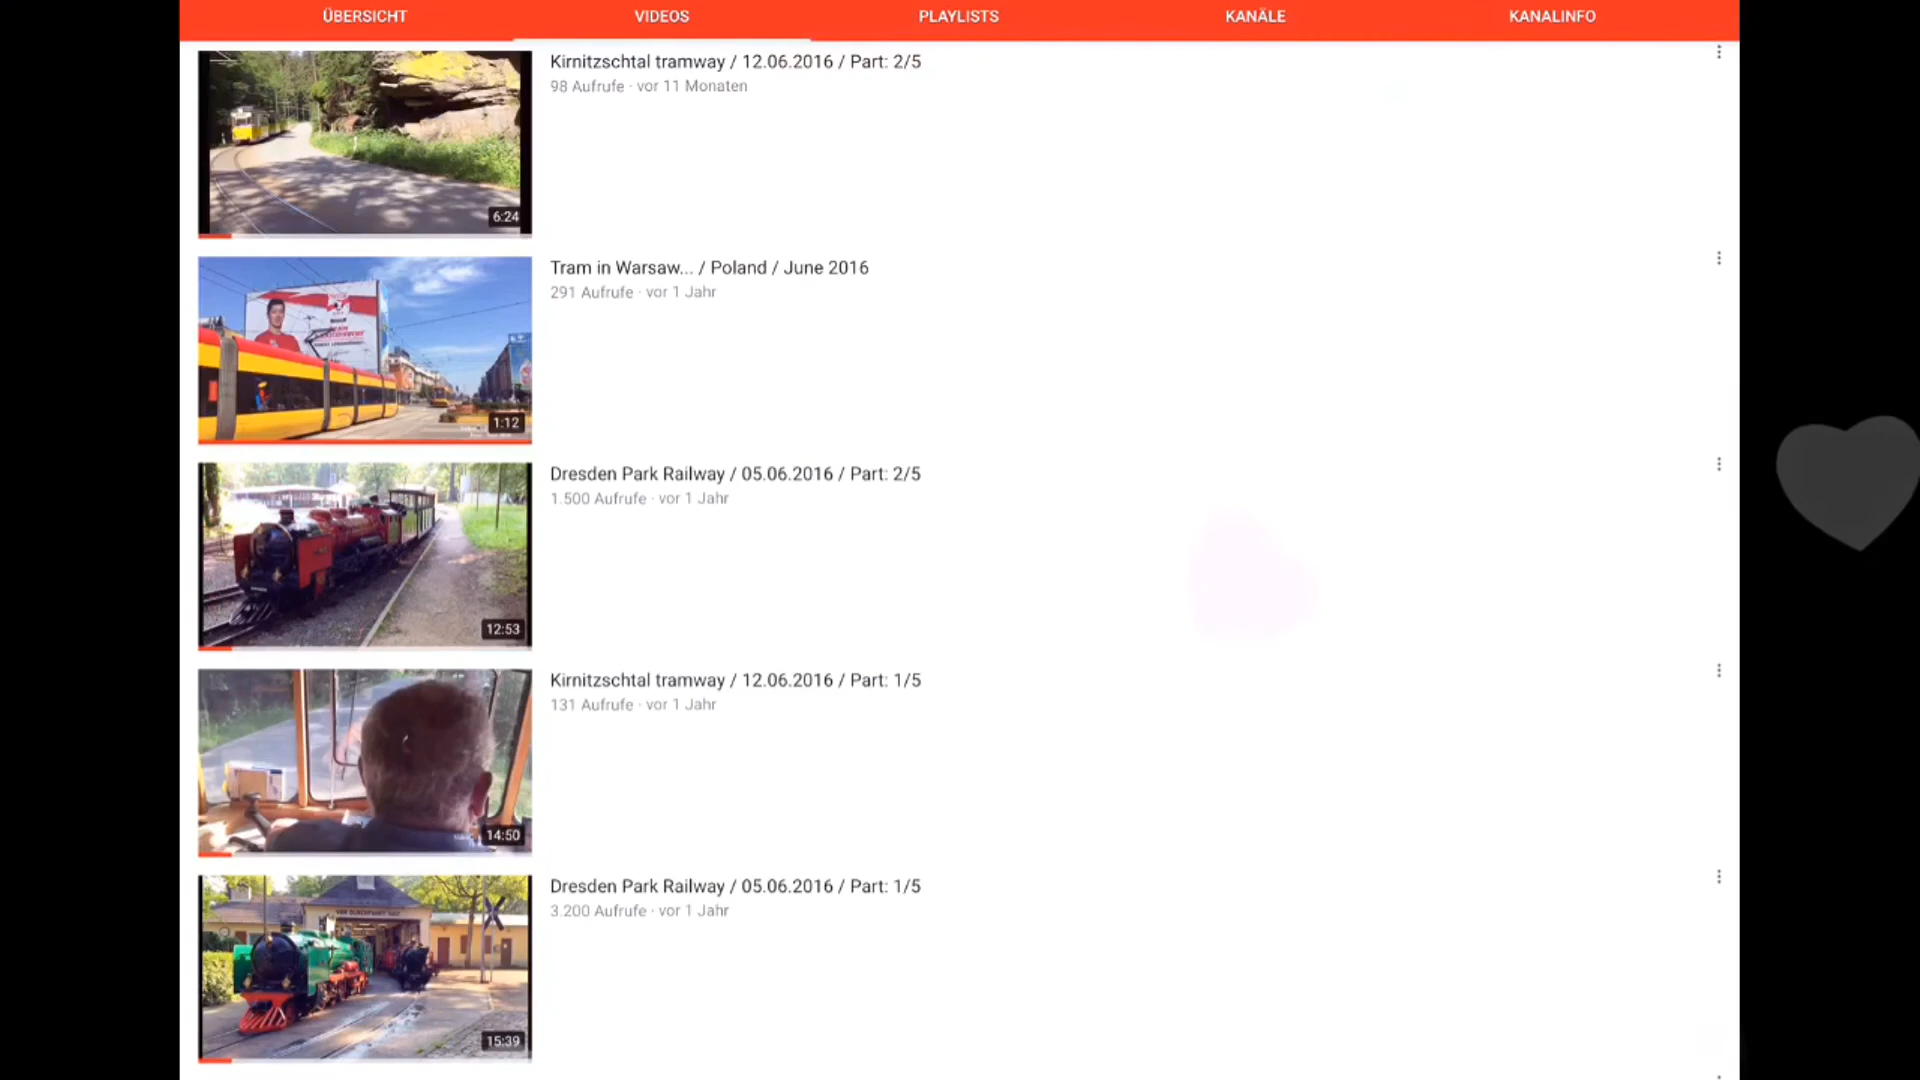 ÜBERSICHT VIDEOS PLAYLISTS KANÄLE KANALINFO
Kirnitzschtal tramway / 12.06.2016 / Part: 2/5
98 Aufrufe · vor 11 Monaten
6:24
Tram in Warsaw... / Poland / June 2016
291 Aufrufe · vor 1 Jahr
1:12
Dresden Park Railway / 05.06.2016 / Part: 2/5
1.500 Aufrufe · vor 1 Jahr
12:53
Kirnitzschtal tramway / 12.06.2016 / Part: 1/5
131 Aufrufe · vor 1 Jahr
14:50
Dresden Park Railway / 05.06.2016 / Part: 1/5
3.200 Aufrufe · vor 1 Jahr
15:39